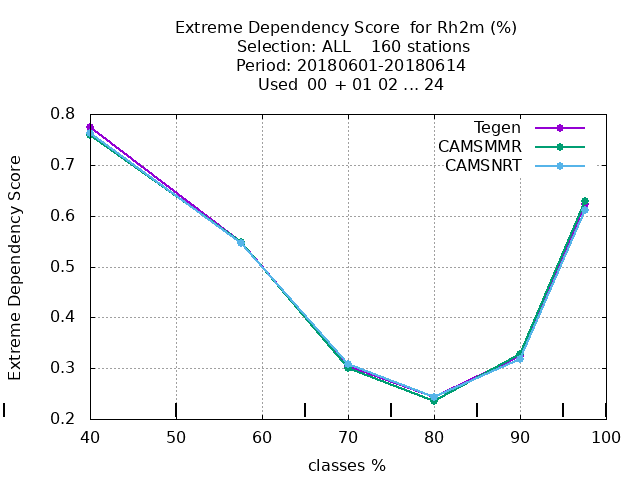 Extreme Dependency Score  for Rh2m (%)
Selection: ALL    160 stations
Period: 20180601-20180614
Used  00 + 01 02 ... 24
Tegen
CAMSMMR
CAMSNRT
Extreme Dependency Score
0.8
0.7
0.6
0.5
0.4
0.3
0.2
40 50 60 70 80 90 100
classes %